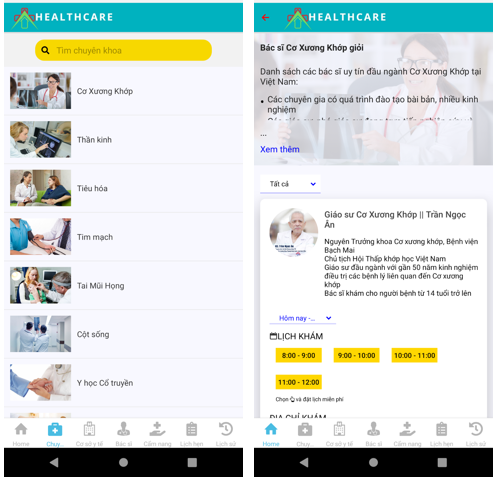 HEALTHCARE
Tìm chuyên khoa
Cơ Xương Khớp
Thần kinh
Tiêu hóa
Tim mạch
Tai Mũi Họng
Cột sống
Y học Cổ truyền
Home
Chuy...
Cơ sở y tế
Bác sĩ
Cẩm nang
Lịch hẹn
Lịch sử
HEALTHCARE
Bác sĩ Cơ Xương Khớp giỏi
Danh sách các bác sĩ uy tín đầu ngành Cơ Xương Khớp tại
Việt Nam:
• Các chuyên gia có quá trình đào tạo bài bản, nhiều kinh
nghiệm
...
Xem thêm
Tất cả
Giáo sư Cơ Xương Khớp || Trần Ngọc
Ân
Nguyên Trưởng khoa Cơ xương khớp, Bệnh viện
Bạch Mai
Chủ tịch Hội Thấp khớp học Việt Nam
Giáo sư đầu ngành với gần 50 năm kinh nghiệm
điều trị các bệnh lý liên quan đến Cơ xương
khớp
Bác sĩ khám cho người bệnh từ 14 tuổi trở lên
Hôm nay -...
LỊCH KHÁM
8:00 - 9:00
9:00 - 10:00
10:00 - 11:00
11:00 - 12:00
Chọn và đặt lịch miễn phí
ĐỊA CHỈ KHÁM
Home
Chuy...
Cơ sở y tế
Bác sĩ
Cẩm nang
Lịch hẹn
Lịch sử